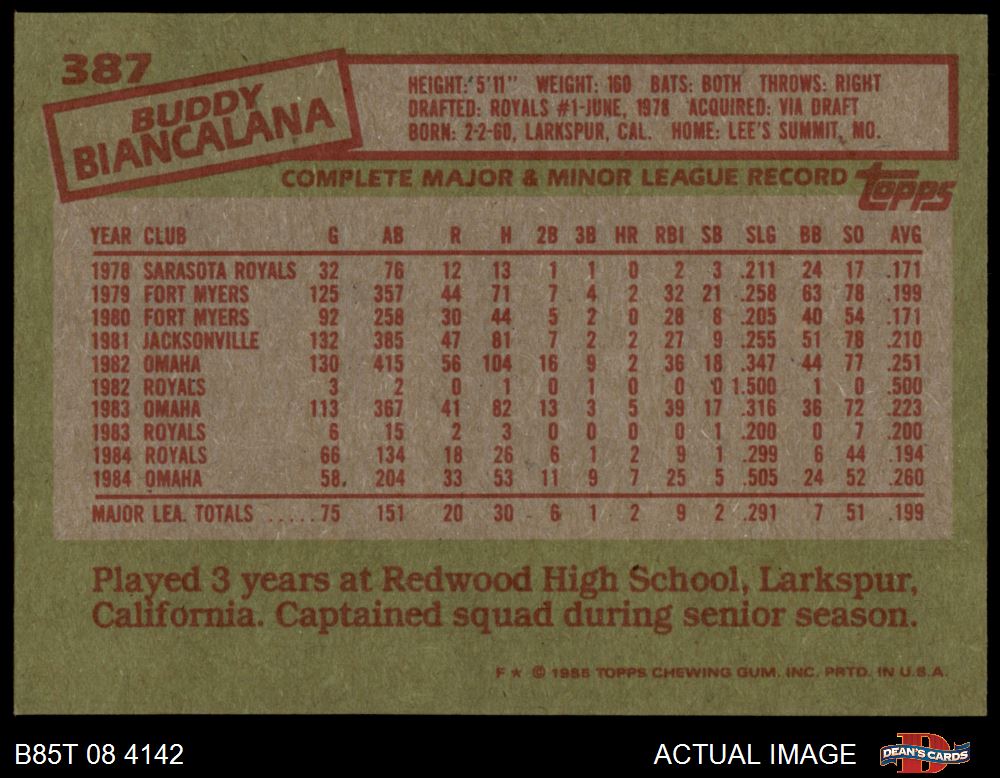 387
BUDDY
BIANCALANA
HEIGHT: 5'11" WEIGHT: 160 BATS: BOTH THROWS: RIGHT
DRAFTED: ROYALS #1-JUNE, 1978 ACQUIRED: VIA DRAFT
BORN: 2-2-60, LARKSPUR, CAL. HOME: LEE'S SUMMIT, MO.
COMPLETE MAJOR & MINOR LEAGUE RECORD topps
YEAR CLUB G AB R H 2B 3B HR RBI SB SLG BB SO AVG
1978 SARASOTA ROYALS 32 76 12 13 1 1 0 2 3 .211 24 17 .171
1979 FORT MYERS 125 357 44 71 7 4 2 32 21 .258 63 78 .199
1980 FORT MYERS 92 258 30 44 5 2 0 28 8 .205 40 54 .171
1981 JACKSONVILLE 132 385 47 81 7 2 2 27 9 .255 51 78 .210
1982 OMAHA 130 415 56 104 16 9 2 36 18 .347 44 77 .251
1982 ROYALS 3 2 0 1 0 1 0 0 0 1.500 1 0 .500
1983 OMAHA 113 367 41 82 13 3 5 39 17 .316 36 72 .223
1983 ROYALS 6 15 2 3 0 0 0 0 1 .200 0 7 .200
1984 ROYALS 66 134 18 26 6 1 2 9 1 .299 6 44 .194
1984 OMAHA 58. 204 33 53 11 9 7 25 5 .505 24 52 .260
MAJOR LEA. TOTALS .....75 151 20 30 6 1 2 9 2 .291 7 51 .199
Played 3 years at Redwood High School, Larkspur,
California. Captained squad during senior season.
F * © 1985 TOPPS CHEWING GUM, INC. PRTD. IN U.S.A.
B85T 08 4142 ACTUAL IMAGE DEAN'S CARDS